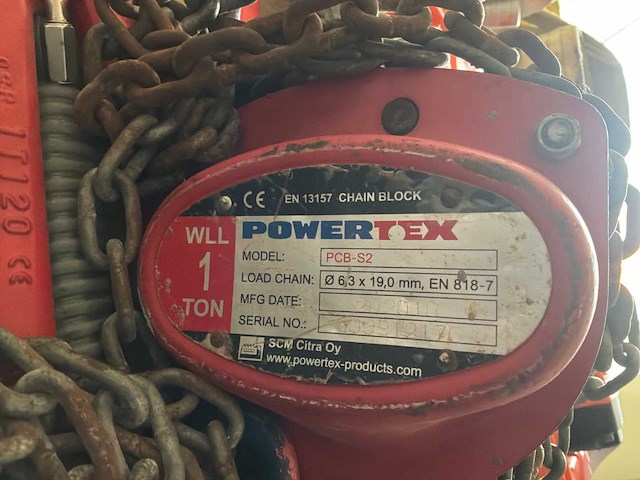 CE EN 13157 CHAIN BLOCK
POWERTEX
WLL
1
TON
MODEL: PCB-S2
LOAD CHAIN: Ø 6,3 x 19,0 mm, EN 818-7
MFG DATE:
SERIAL NO.:
SCM Citra Oy
www.powertex-products.com